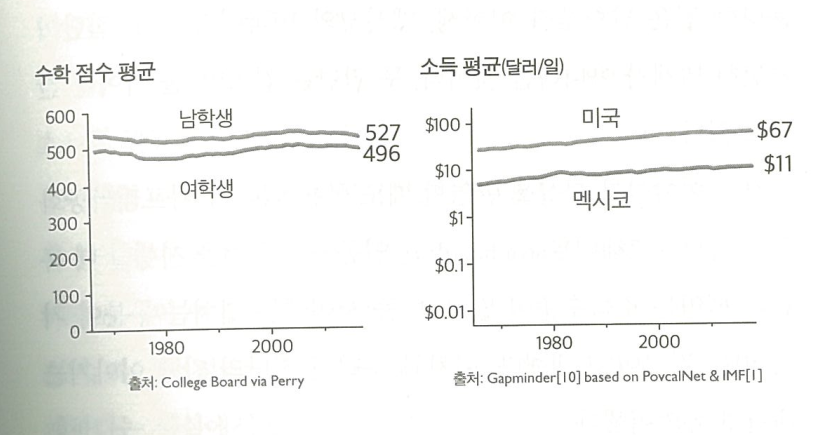 수학 점수 평균
600
500
400
300
200
100
0
남학생
여학생
527
496
1980
2000
출처: College Board via Perry
소득 평균(달러/일)
$100
$10
$1
$0.1
$0.01
미국
멕시코
$67
$11
1980
2000
출처: Gapminder[10] based on PovcalNet & IMF[1]